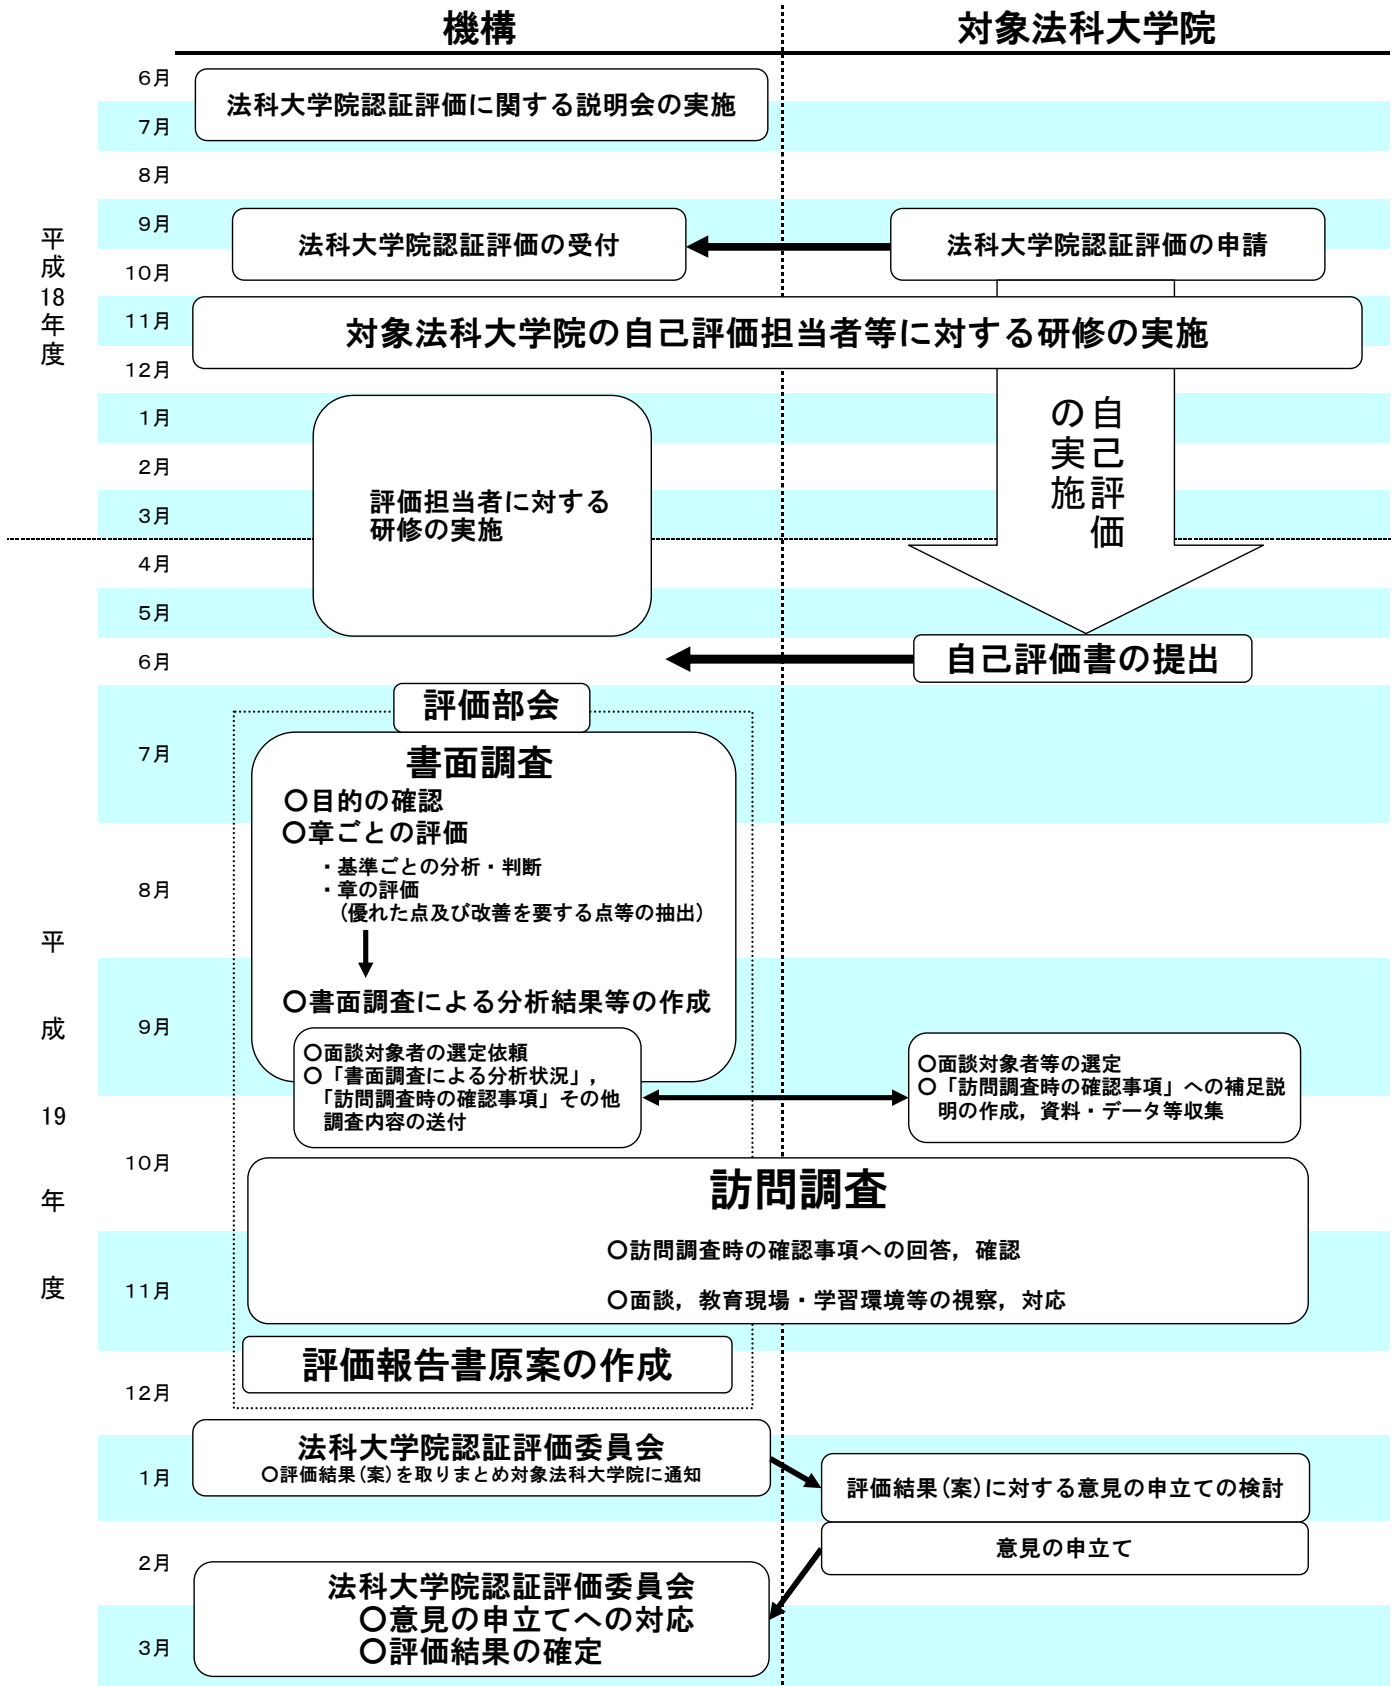 機構
対象法科大学院
平成18年度
6月
法科大学院認証評価に関する説明会の実施
7月
8月
9月
法科大学院認証評価の受付
法科大学院認証評価の申請
10月
11月
対象法科大学院の自己評価担当者等に対する研修の実施
12月
1月
自己評価
の実施
2月
評価担当者に対する
研修の実施
3月
4月
5月
6月
自己評価書の提出
平成19年度
評価部会
7月
書面調査
○目的の確認
○章ごとの評価
・基準ごとの分析・判断
8月
・章の評価
(優れた点及び改善を要する点等の抽出)
○書面調査による分析結果等の作成
9月
○面談対象者の選定依頼
○「書面調査による分析状況」,
「訪問調査時の確認事項」その他
調査内容の送付
○面談対象者等の選定
○「訪問調査時の確認事項」への補足説
明の作成, 資料・データ等収集
10月
訪問調査
○訪問調査時の確認事項への回答, 確認
11月
○面談, 教育現場・学習環境等の視察, 対応
評価報告書原案の作成
12月
法科大学院認証評価委員会
○評価結果(案)を取りまとめ対象法科大学院に通知
1月
評価結果(案)に対する意見の申立ての検討
意見の申立て
2月
法科大学院認証評価委員会
○意見の申立てへの対応
○評価結果の確定
3月